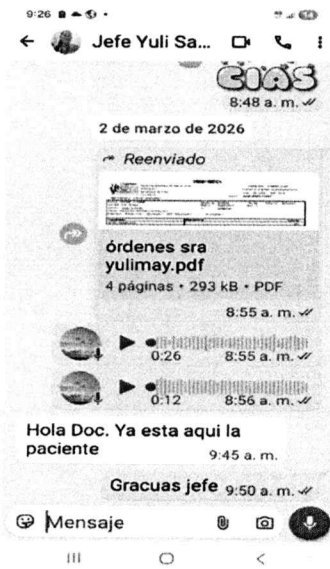 9:26
Jefe Yuli Sa...
CIAS
8:48 a. m.
2 de marzo de 2026
Reenviado
órdenes sra
yulimay.pdf
4 páginas • 293 kB • PDF
8:55 a. m.
0:26 8:55 a. m.
0:12 8:56 a. m.
Hola Doc. Ya esta aqui la
paciente
9:45 a. m.
Gracuas jefe 9:50 a. m.
Mensaje